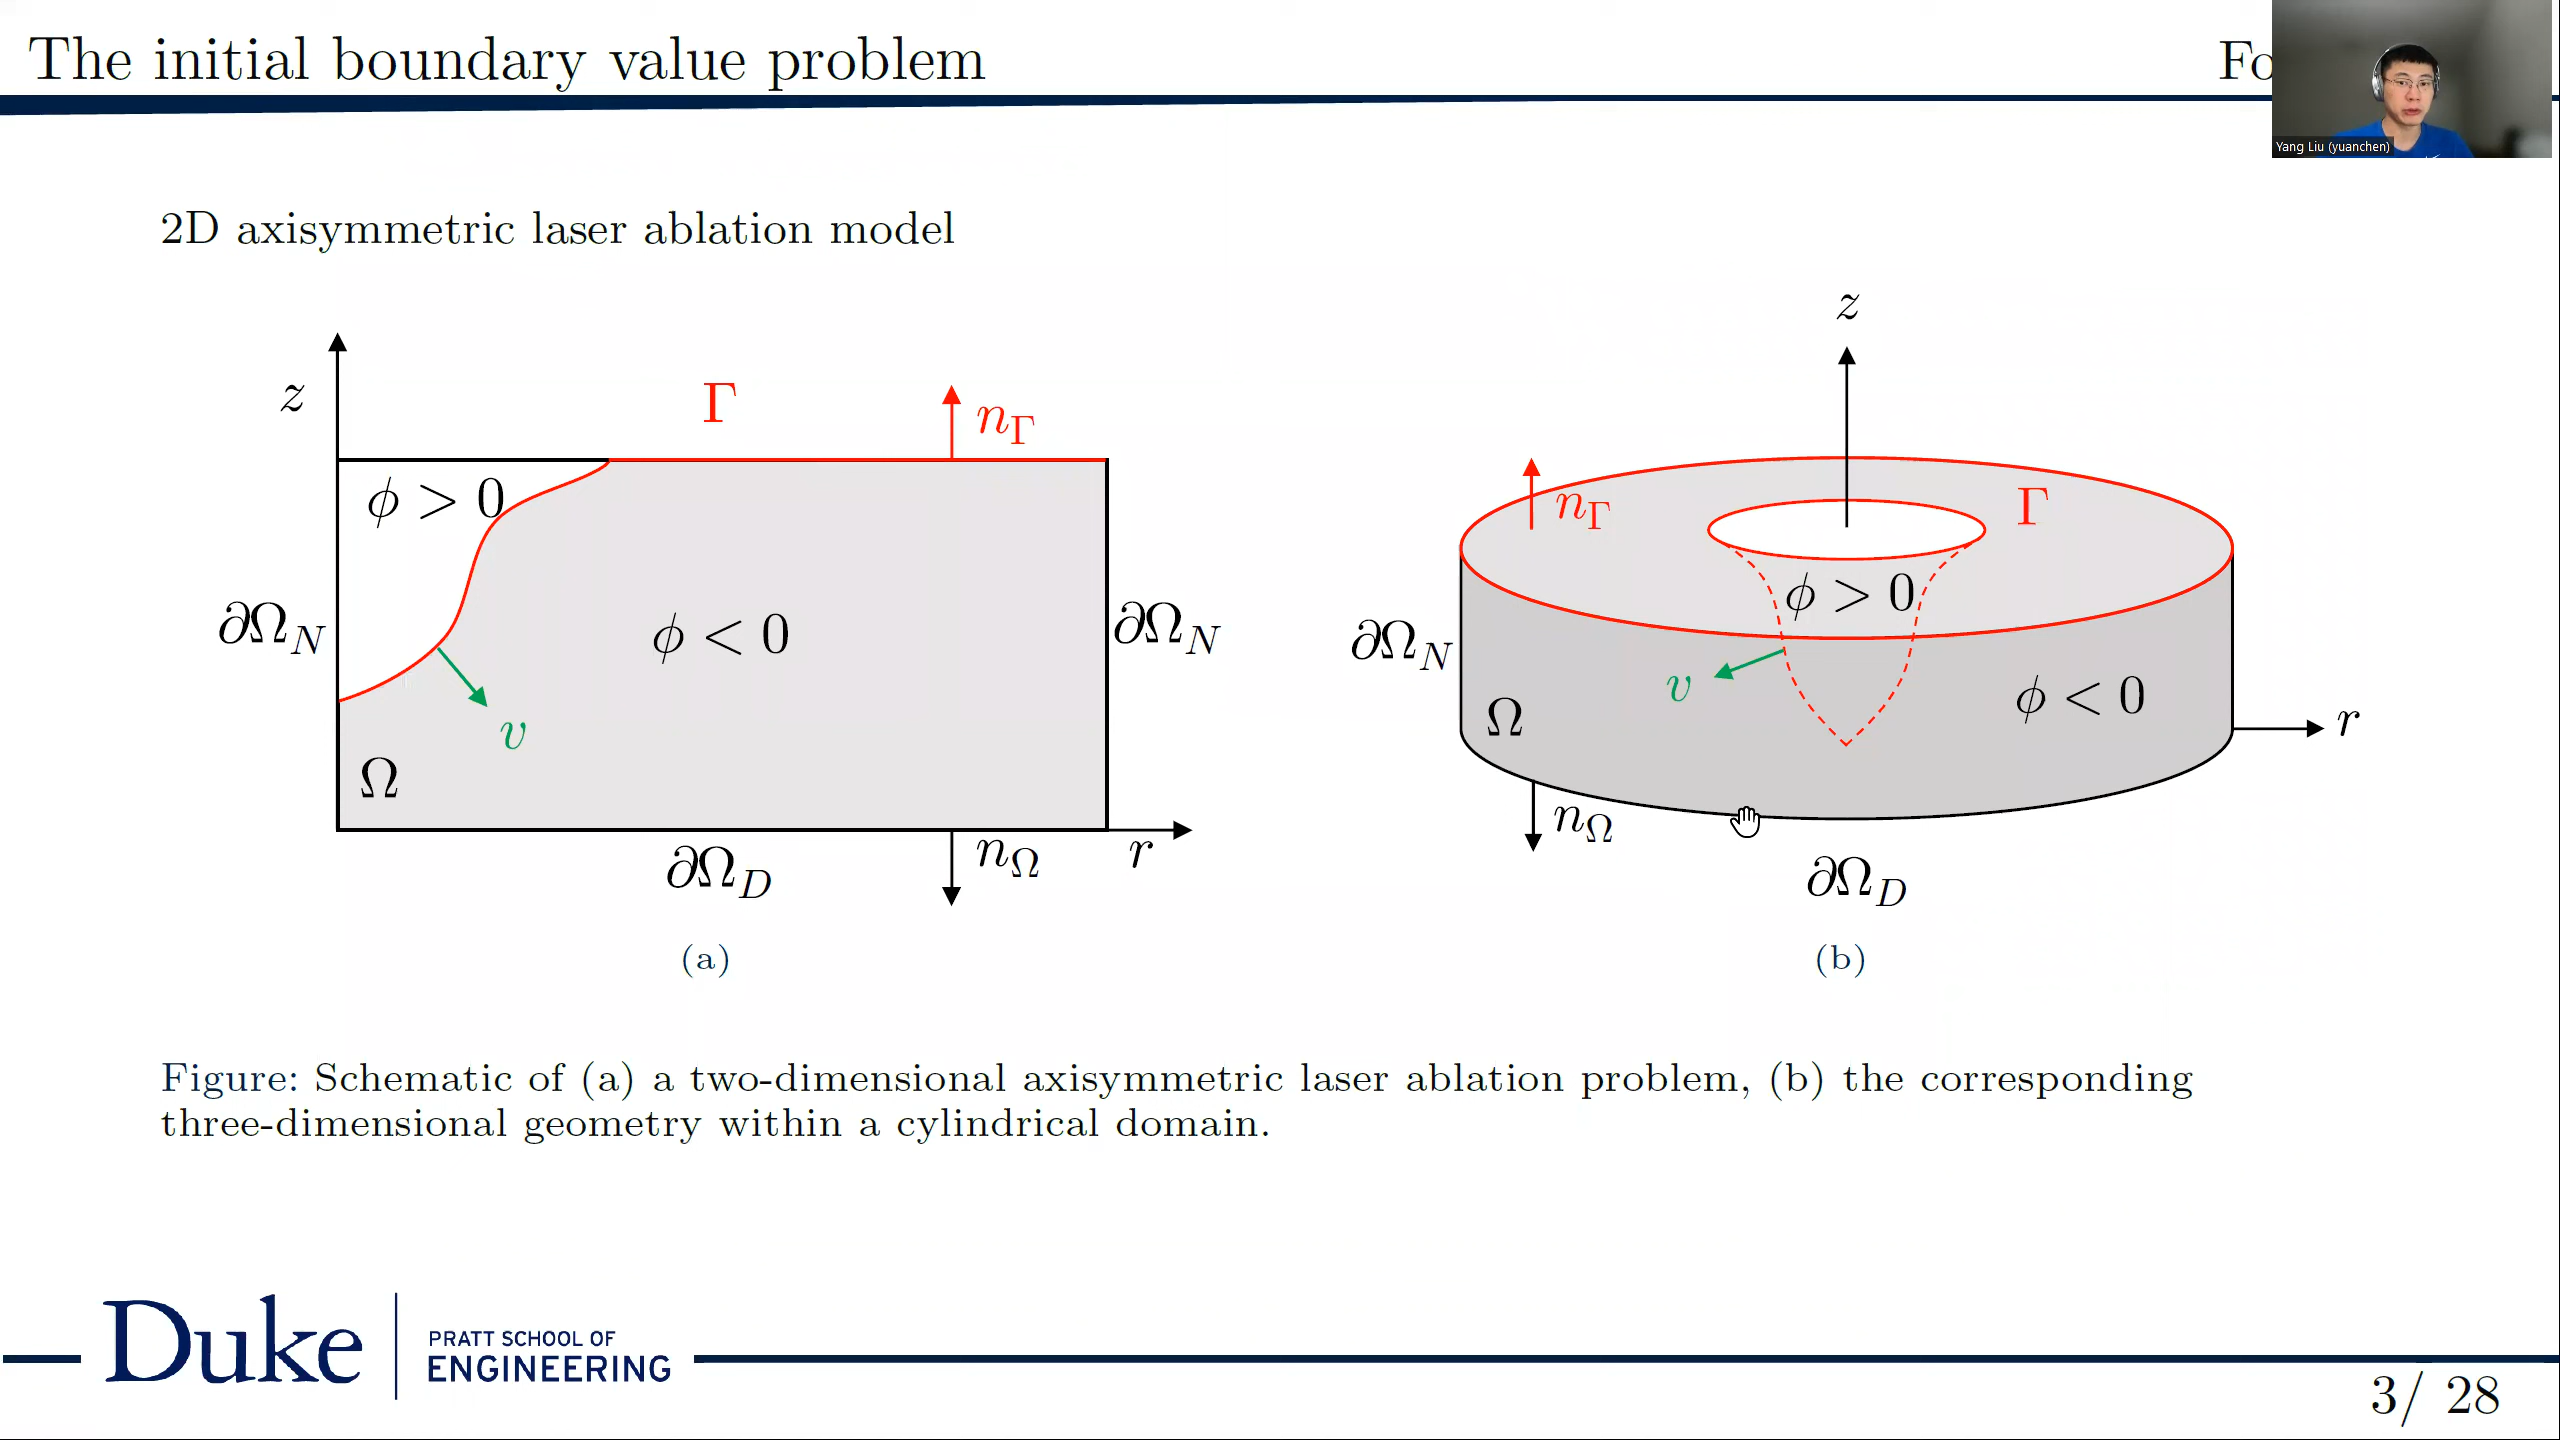 The initial boundary value problem
Fo
Yang Liu (yuanchen)
2D axisymmetric laser ablation model
z
Γ
n_Γ
ϕ > 0
∂Ω_N
ϕ < 0
∂Ω_N
v
Ω
∂Ω_D
n_Ω
r
(a)
z
n_Γ
Γ
ϕ > 0
∂Ω_N
v
ϕ < 0
Ω
r
n_Ω
∂Ω_D
(b)
Figure: Schematic of (a) a two-dimensional axisymmetric laser ablation problem, (b) the corresponding
three-dimensional geometry within a cylindrical domain.
Duke
PRATT SCHOOL OF
ENGINEERING
3/ 28